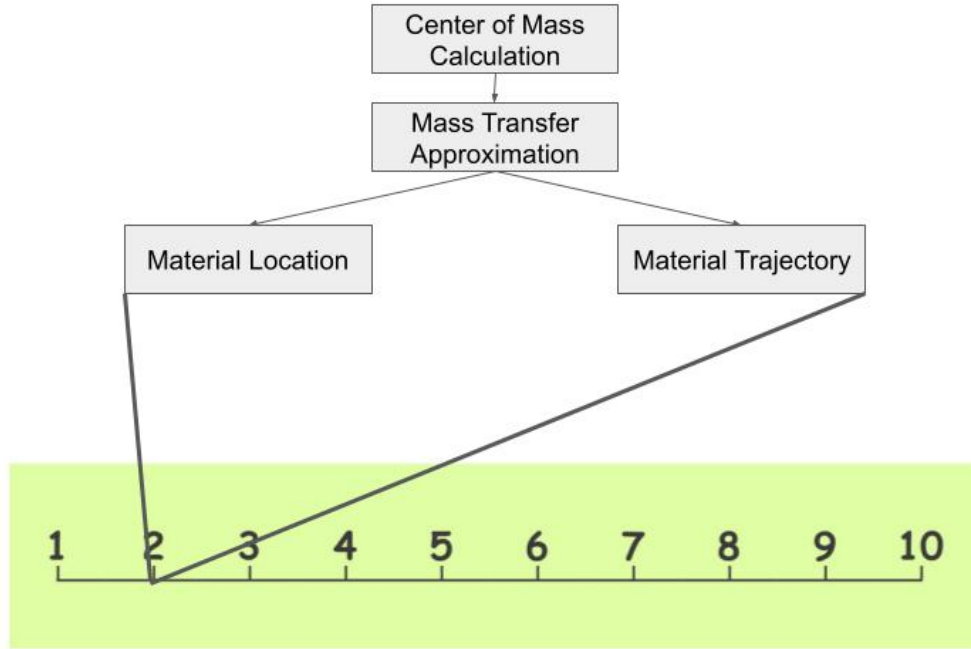 Center of Mass
Calculation
Mass Transfer
Approximation
Material Location
Material Trajectory
1 2 3 4 5 6 7 8 9 10